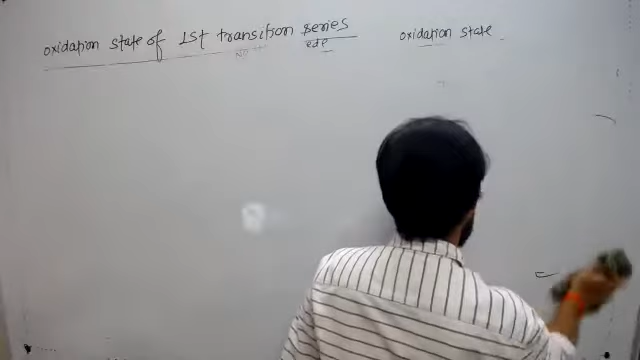 oxidation state of 1st transition series
oxidation state